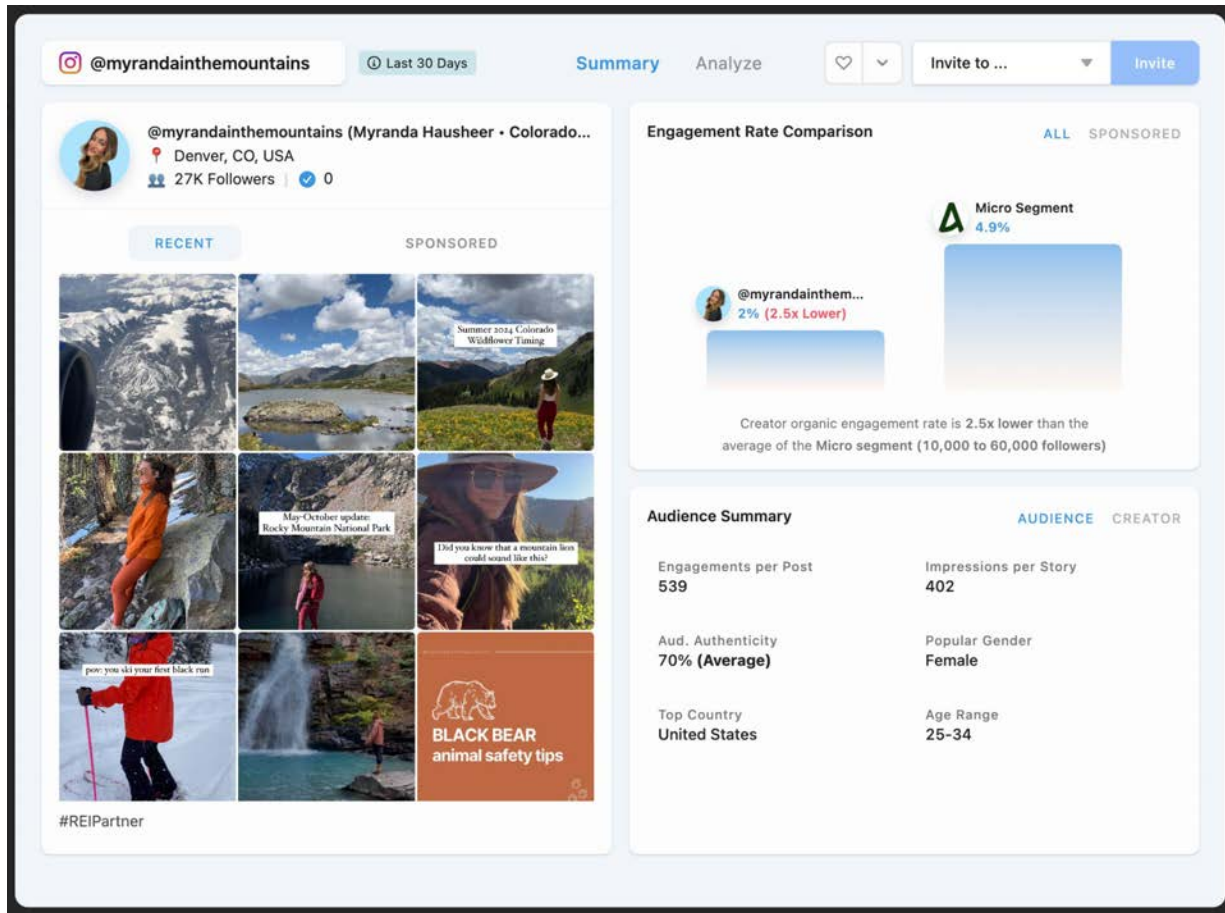 @myrandainthemountains
Last 30 Days
Summary
Analyze
Invite to ...
Invite
@myrandainthemountains (Myranda Hausheer • Colorado...
Denver, CO, USA
27K Followers | 0
RECENT
SPONSORED
Summer 2024 Colorado
Wildflower Timing
May-October update:
Rocky Mountain National Park
Did you know that a mountain lion
could sound like this?
pov: you ski your first black run
BLACK BEAR
animal safety tips
#REIPartner
Engagement Rate Comparison
ALL
SPONSORED
Micro Segment
4.9%
@myrandainthem...
2% (2.5x Lower)
Creator organic engagement rate is 2.5x lower than the
average of the Micro segment (10,000 to 60,000 followers)
Audience Summary
AUDIENCE
CREATOR
Engagements per Post
539
Impressions per Story
402
Aud. Authenticity
70% (Average)
Popular Gender
Female
Top Country
United States
Age Range
25-34